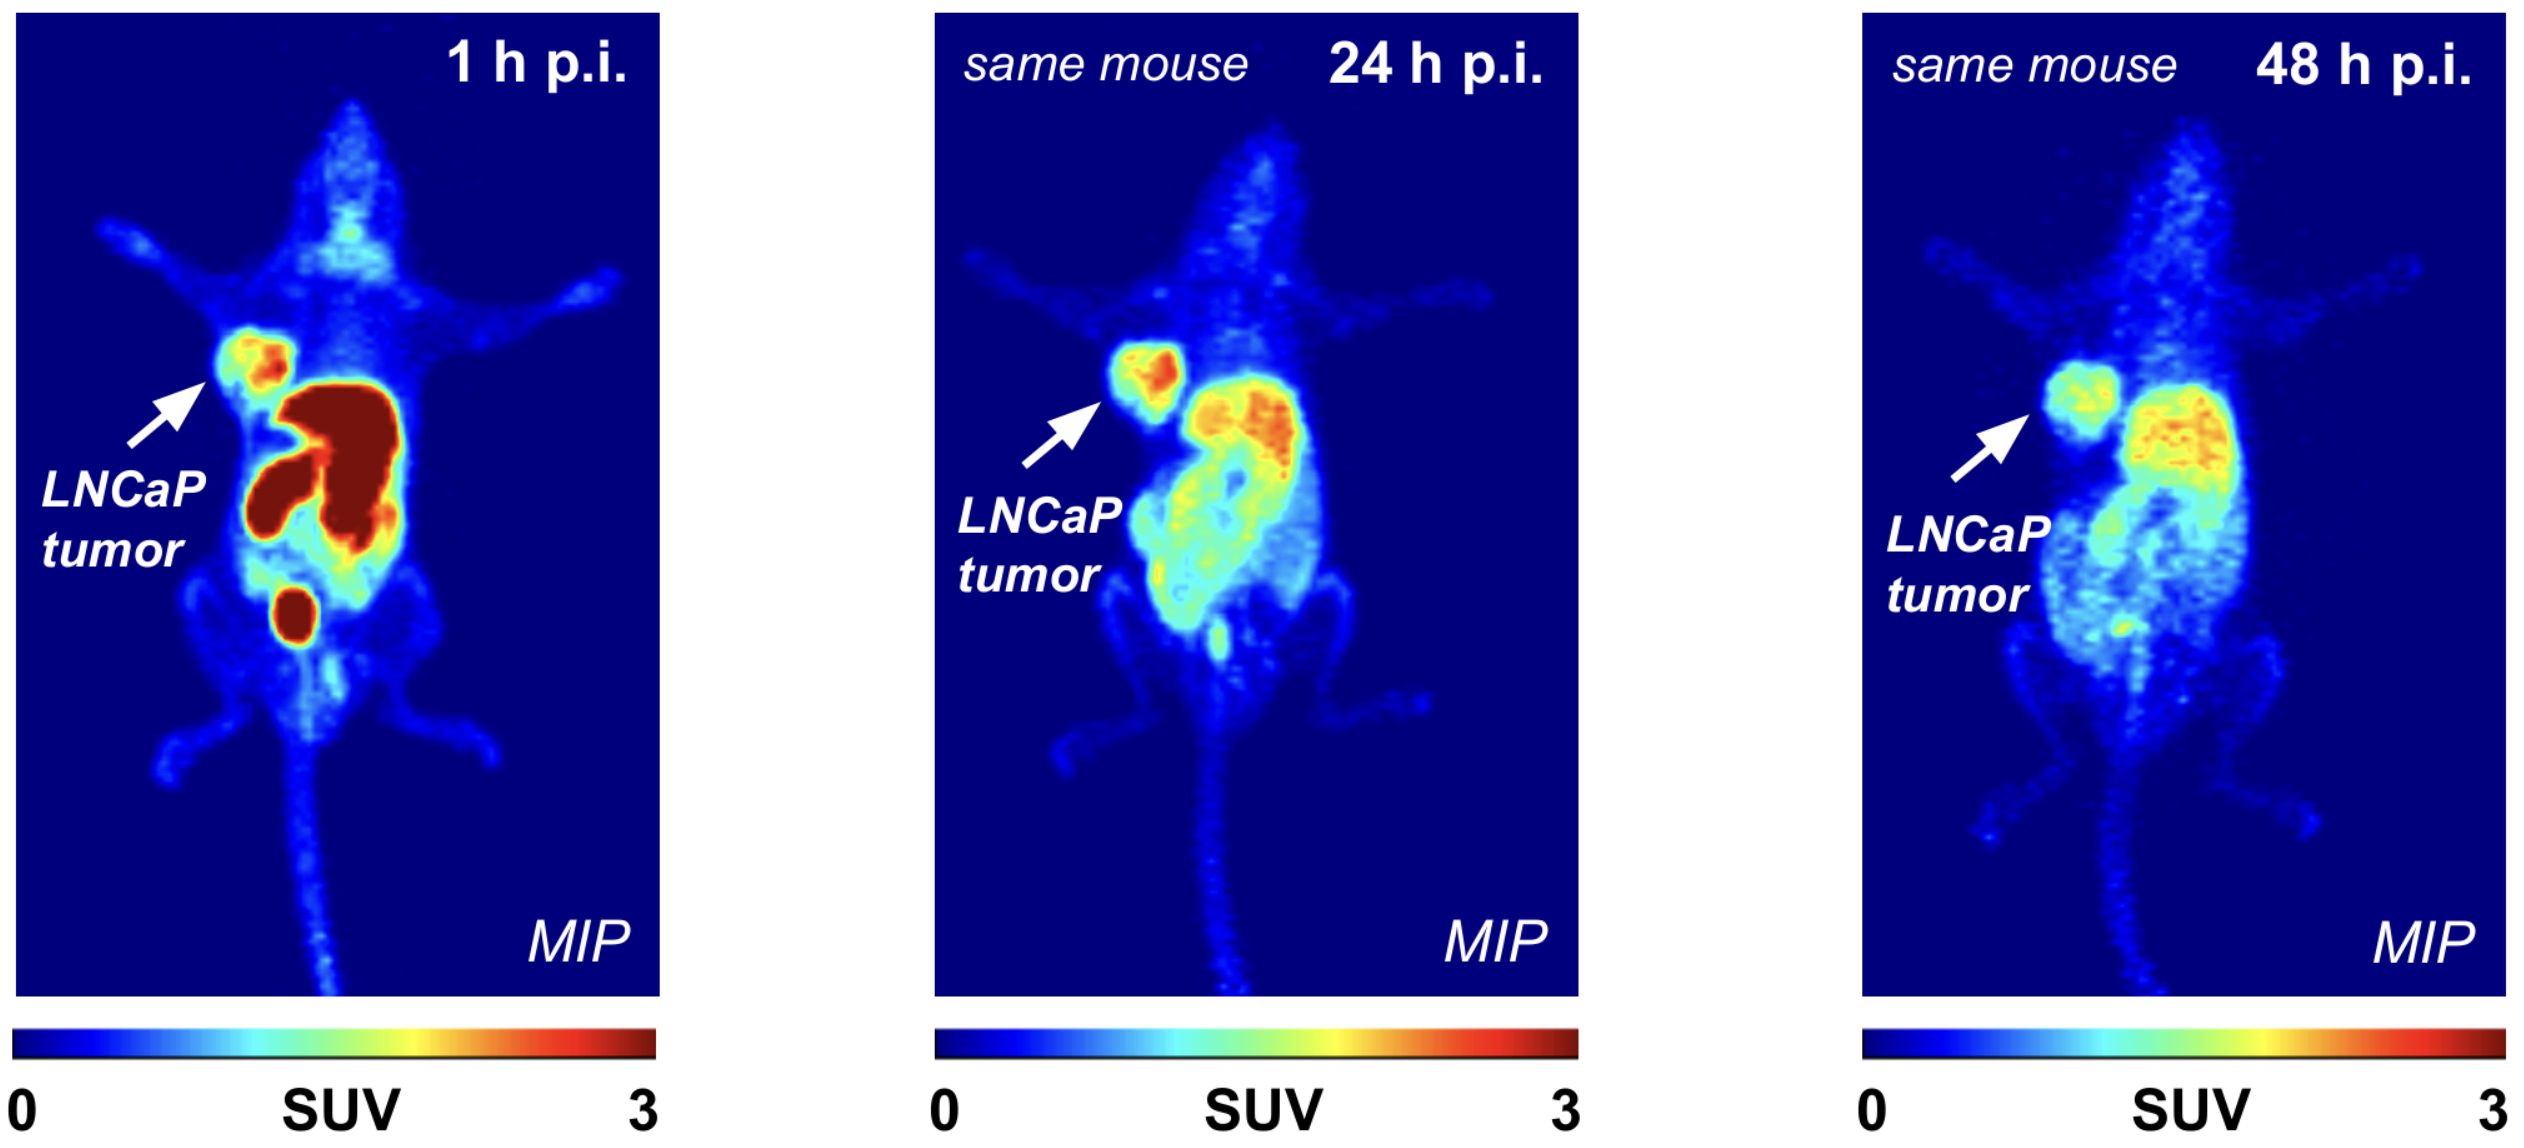 1 h p.i.
LNCaP
tumor
MIP
0 SUV 3
same mouse 24 h p.i.
LNCaP
tumor
MIP
0 SUV 3
same mouse 48 h p.i.
LNCaP
tumor
MIP
0 SUV 3